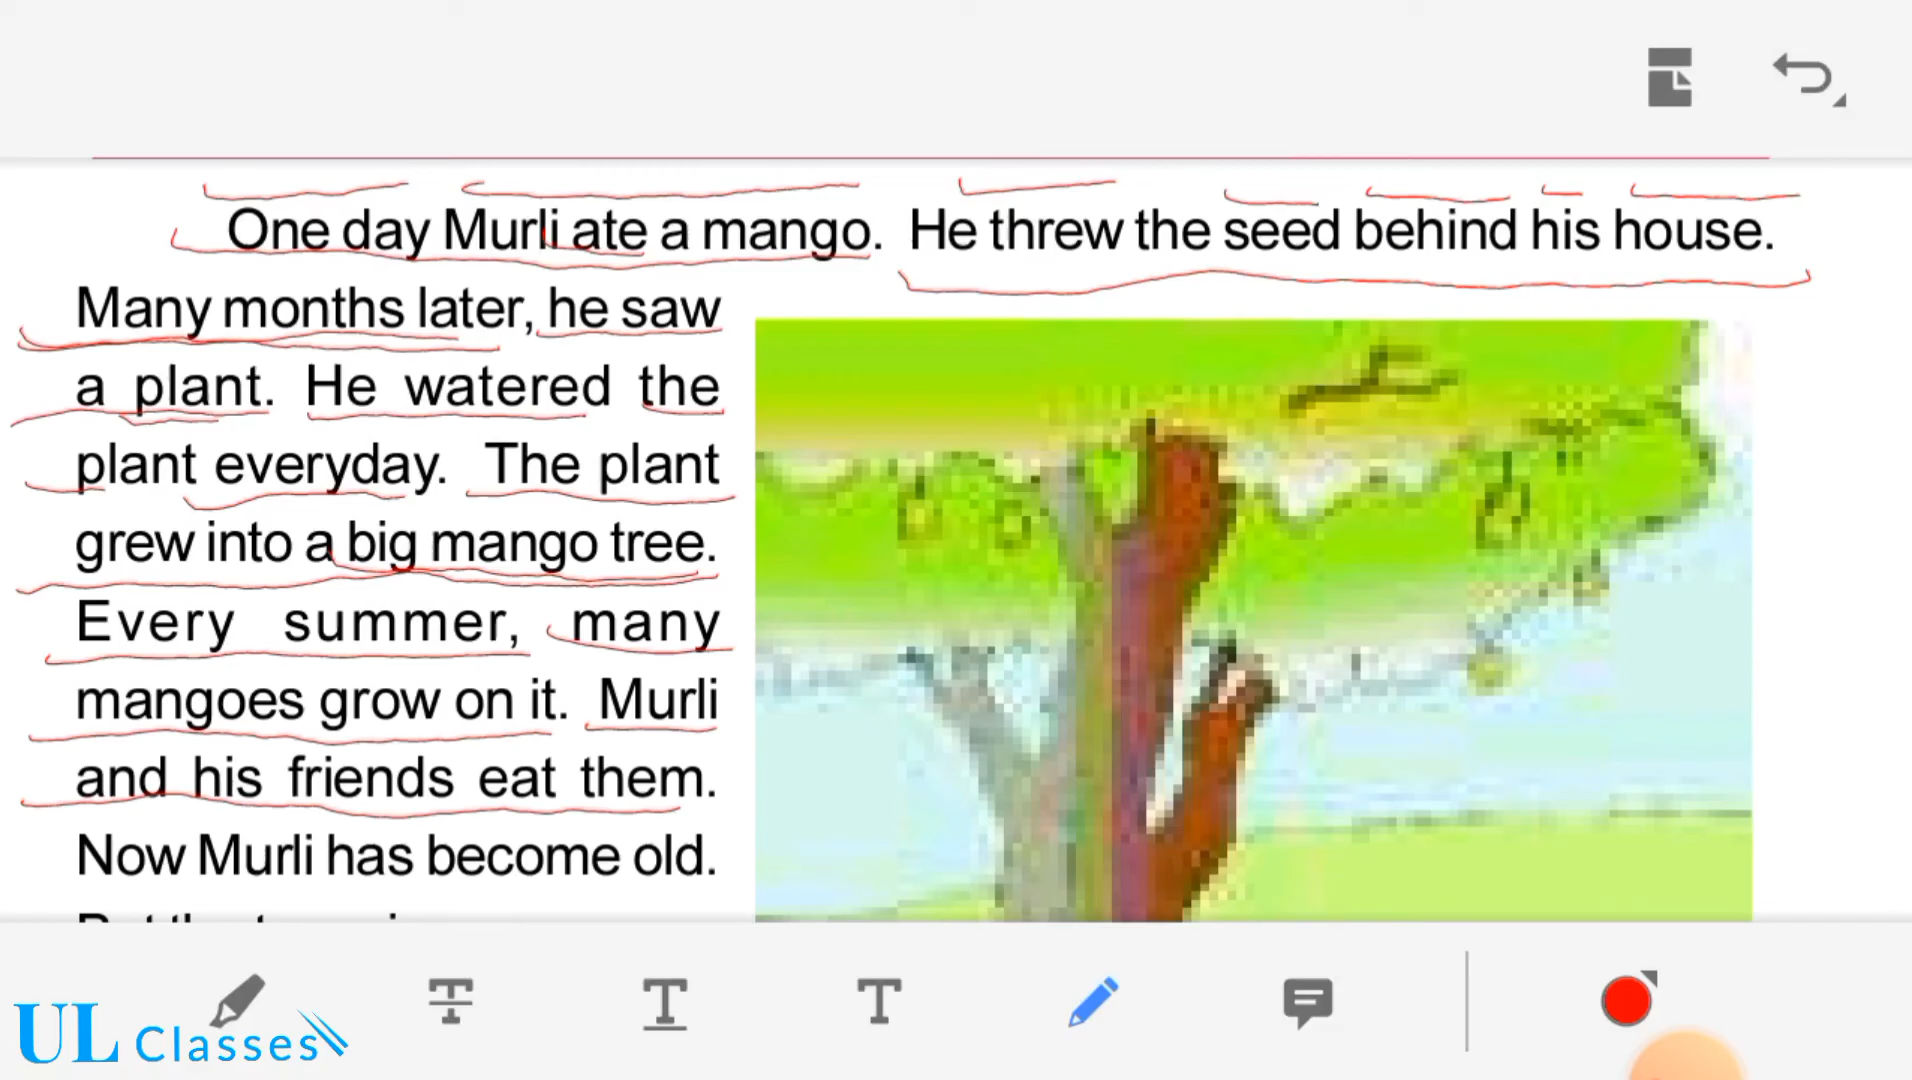 One day Murli ate a mango. He threw the seed behind his house.
Many months later, he saw
a plant. He watered the
plant everyday. The plant
grew into a big mango tree.
Every summer, many
mangoes grow on it. Murli
and his friends eat them.
Now Murli has become old.
UL Classes